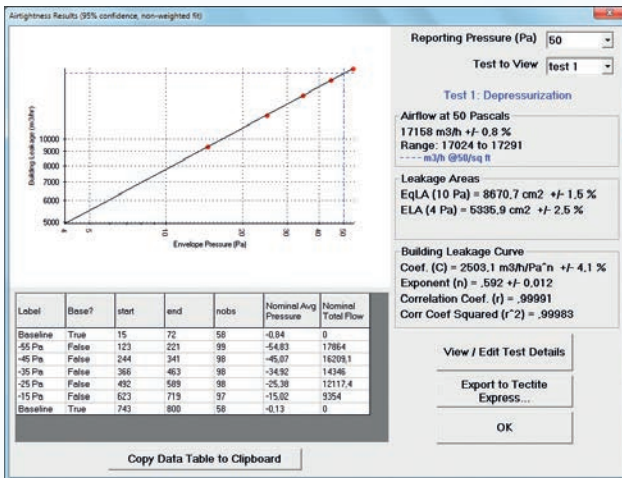 Airtightness Results (95% confidence, non-weighted fit)
Reporting Pressure (Pa) 50
Test to View test 1
Test 1: Depressurization
Airflow at 50 Pascals
17158 m3/h +/- 0,8 %
Range: 17024 to 17291
---- m3/h @50/sq ft
Leakage Areas
EqLA (10 Pa) = 8670,7 cm2 +/- 1,5 %
ELA (4 Pa) = 5335,9 cm2 +/- 2,5 %
Building Leakage Curve
Coef. (C) = 2503,1 m3/h/Pa^n +/- 4,1 %
Exponent (n) = ,592 +/- 0,012
Correlation Coef. (r) = ,99991
Corr Coef Squared (r^2) = ,99983
View / Edit Test Details
Export to Tectite
Express...
OK
Building Leakage (m3/hr)
10000
9000
8000
7000
6000
5000
4 5 10 20 30 40 50
Envelope Pressure (Pa)
Label Base? start end nobs Nominal Avg Pressure Nominal Total Flow
Baseline True 15 72 58 -0,84 0
-55 Pa False 123 221 99 -54,83 17864
-45 Pa False 244 341 98 -45,07 16209,1
-35 Pa False 366 463 98 -34,92 14346
-25 Pa False 492 589 98 -25,38 12117,4
-15 Pa False 623 719 97 -15,02 9354
Baseline True 743 800 58 -0,13 0
Copy Data Table to Clipboard